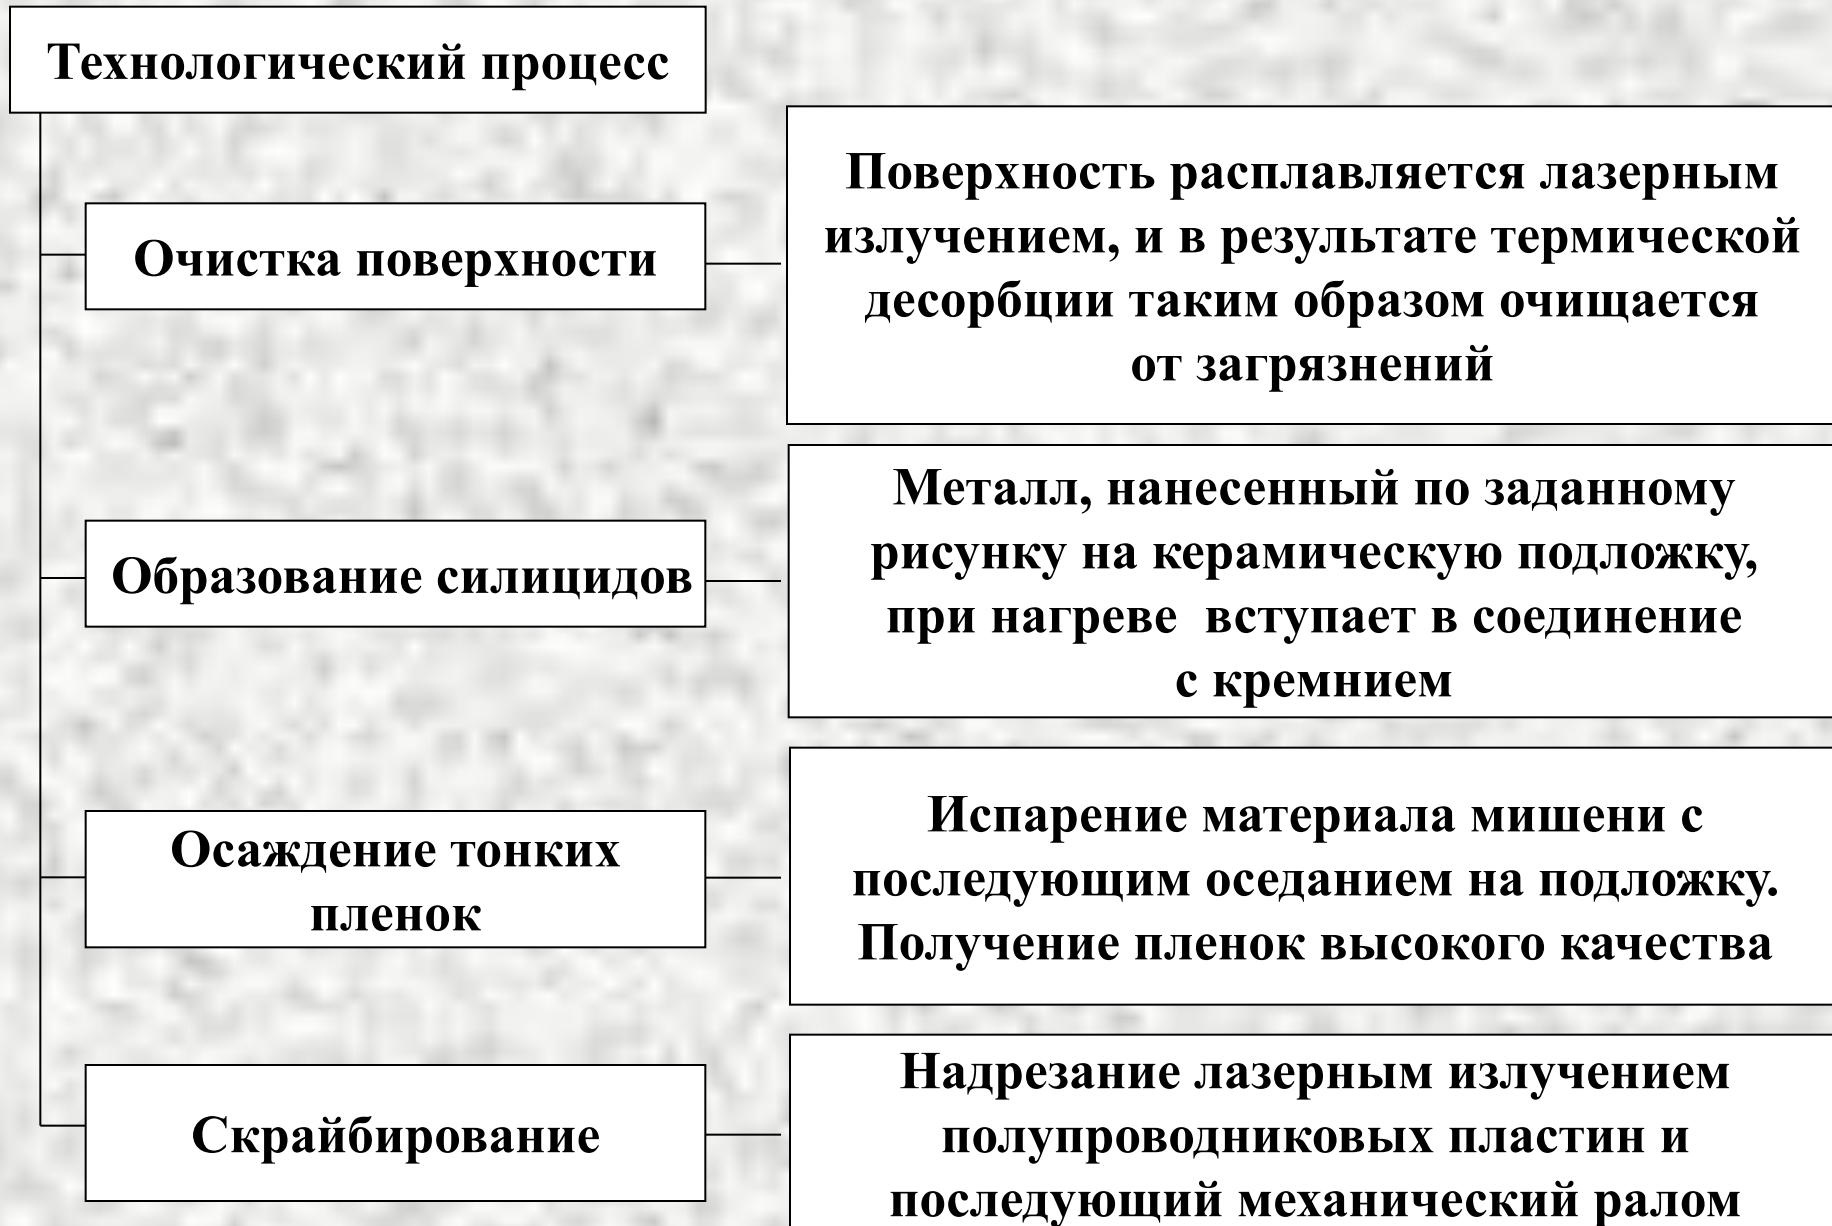 Технологический процесс
Очистка поверхности
Поверхность расплавляется лазерным
излучением, и в результате термической
десорбции таким образом очищается
от загрязнений
Образование силицидов
Металл, нанесенный по заданному
рисунку на керамическую подложку,
при нагреве вступает в соединение
с кремнием
Осаждение тонких
пленок
Испарение материала мишени с
последующим оседанием на подложку.
Получение пленок высокого качества
Скрайбирование
Надрезание лазерным излучением
полупроводниковых пластин и
последующий механический ралом